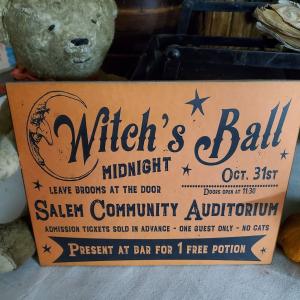 Witch's Ball
MIDNIGHT
OCT. 31ST
LEAVE BROOMS AT THE DOOR
DOORS OPEN AT 11:30
SALEM COMMUNITY AUDITORIUM
ADMISSION TICKETS SOLD IN ADVANCE - ONE GUEST ONLY - NO CATS
PRESENT AT BAR FOR 1 FREE POTION